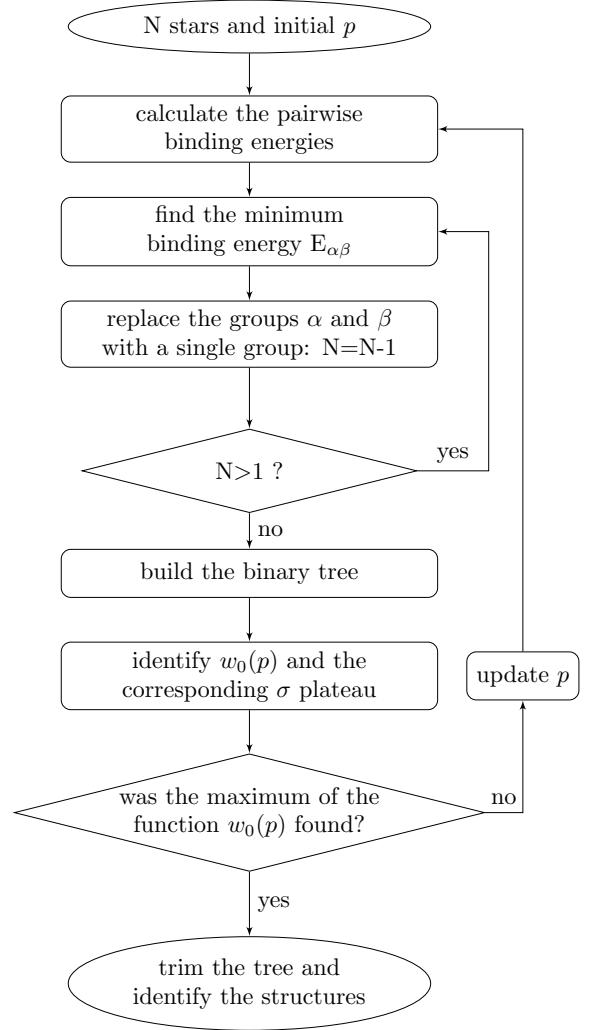 N stars and initial p
calculate the pairwise
binding energies
find the minimum
binding energy E_{αβ}
replace the groups α and β
with a single group: N=N-1
yes
N>1 ?
no
build the binary tree
identify w₀(p) and the
corresponding σ plateau
update p
was the maximum of the
function w₀(p) found?
no
yes
trim the tree and
identify the structures